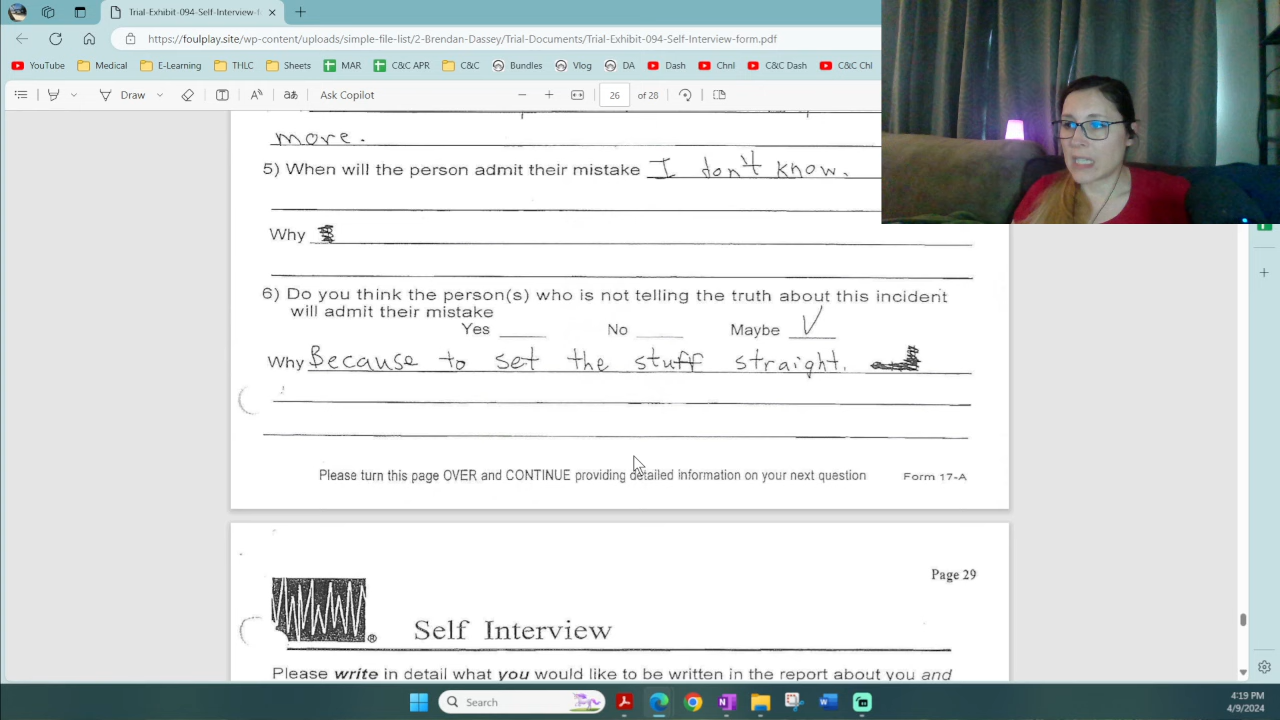 Trial-Exhibit-094-Self-Interview-f
https://foulplay.site/wp-content/uploads/simple-file-list/2-Brendan-Dassey/Trial-Documents/Trial-Exhibit-094-Self-Interview-form.pdf
YouTube Medical E-Learning THLC Sheets MAR C&C APR C&C Bundles Vlog DA Dash Chnl C&C Dash C&C Chl
Draw Ask Copilot 26 of 28
more.
5) When will the person admit their mistake I don't know.
Why
6) Do you think the person(s) who is not telling the truth about this incident
will admit their mistake
Yes No Maybe ✓
Why Because to set the stuff straight.
Please turn this page OVER and CONTINUE providing detailed information on your next question Form 17-A
Page 29
® Self Interview
Please write in detail what you would like to be written in the report about you and
Search
4:19 PM
4/9/2024